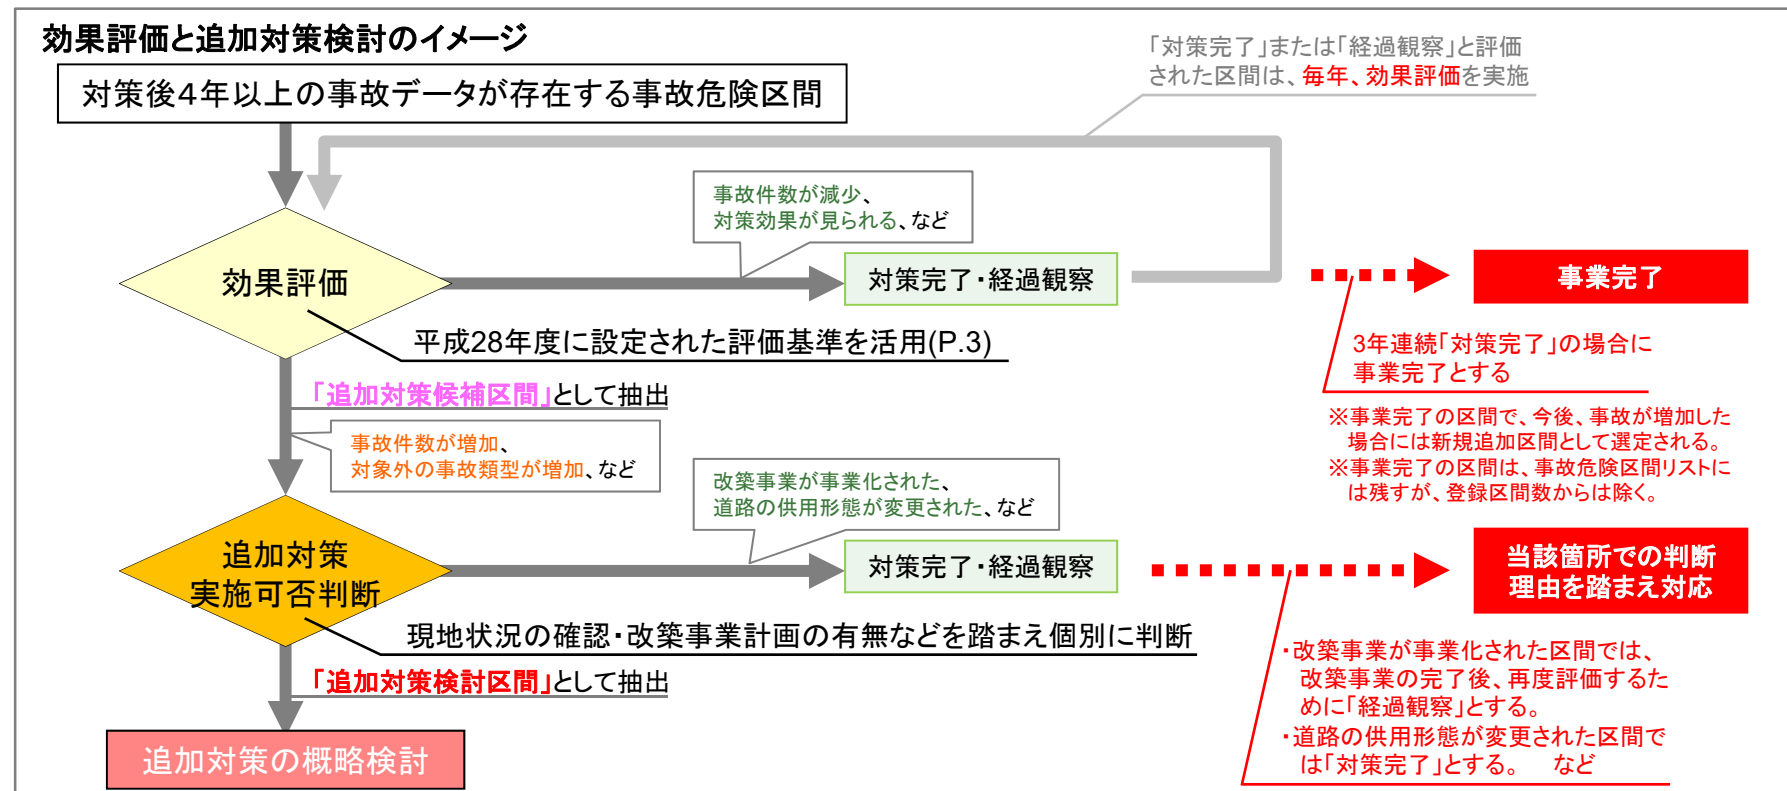 効果評価と追加対策検討のイメージ
「対策完了」または「経過観察」と評価
された区間は、毎年、効果評価を実施
対策後4年以上の事故データが存在する事故危険区間
事故件数が減少、
対策効果が見られる、など
効果評価
対策完了・経過観察
事業完了
平成28年度に設定された評価基準を活用(P.3)
3年連続「対策完了」の場合に
事業完了とする
「追加対策候補区間」として抽出
※事業完了の区間で、今後、事故が増加した
場合には新規追加区間として選定される。
※事業完了の区間は、事故危険区間リストに
は残すが、登録区間数からは除く。
事故件数が増加、
対象外の事故類型が増加、など
改築事業が事業化された、
道路の供用形態が変更された、など
追加対策
実施可否判断
対策完了・経過観察
当該箇所での判断
理由を踏まえ対応
現地状況の確認・改築事業計画の有無などを踏まえ個別に判断
「追加対策検討区間」として抽出
・改築事業が事業化された区間では、
改築事業の完了後、再度評価するた
めに「経過観察」とする。
・道路の供用形態が変更された区間で
は「対策完了」とする。 など
追加対策の概略検討